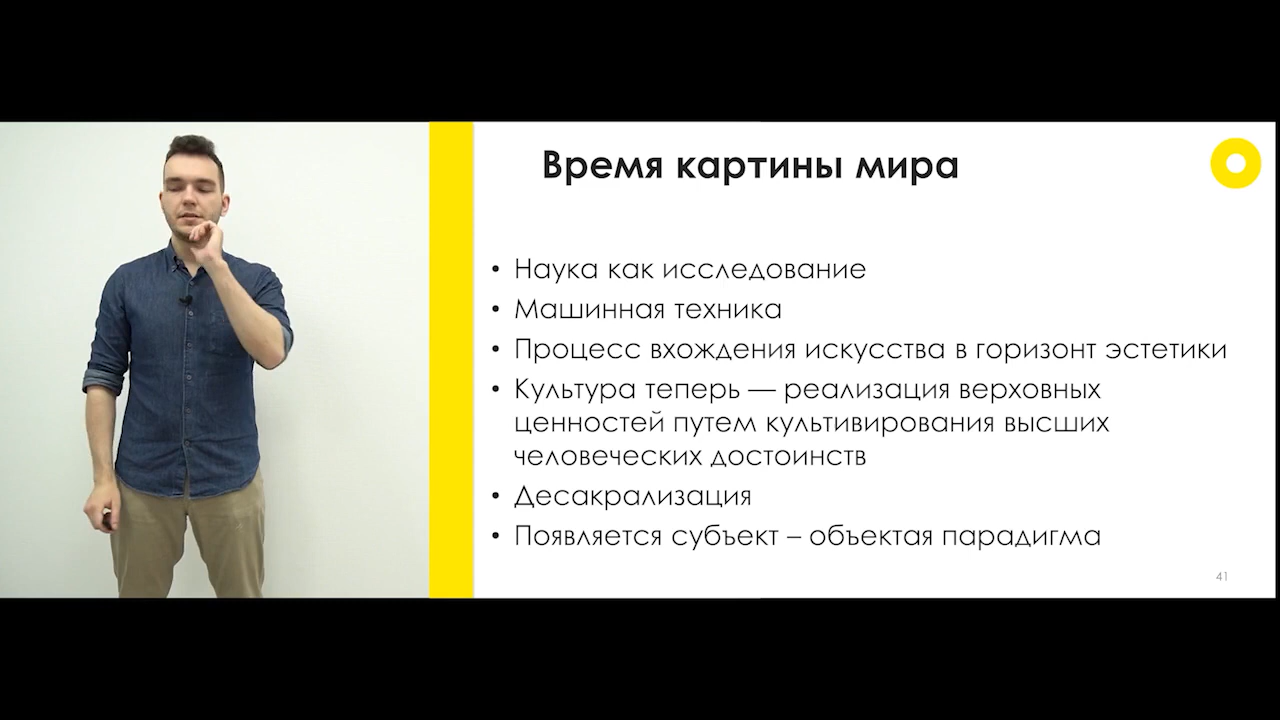 Время картины мира
• Наука как исследование
• Машинная техника
• Процесс вхождения искусства в горизонт эстетики
• Культура теперь — реализация верховных
ценностей путем культивирования высших
человеческих достоинств
• Десакрализация
• Появляется субъект – объектая парадигма
41